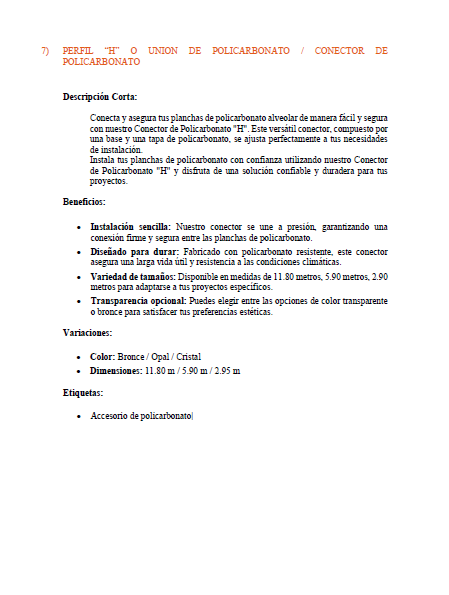 7) PERFIL "H" O UNION DE POLICARBONATO / CONECTOR DE
POLICARBONATO
Descripción Corta:
Conecta y asegura tus planchas de policarbonato alveolar de manera fácil y segura
con nuestro Conector de Policarbonato "H". Este versátil conector, compuesto por
una base y una tapa de policarbonato, se ajusta perfectamente a tus necesidades
de instalación.
Instala tus planchas de policarbonato con confianza utilizando nuestro Conector
de Policarbonato "H" y disfruta de una solución confiable y duradera para tus
proyectos.
Beneficios:
• Instalación sencilla: Nuestro conector se une a presión, garantizando una
conexión firme y segura entre las planchas de policarbonato.
• Diseñado para durar: Fabricado con policarbonato resistente, este conector
asegura una larga vida útil y resistencia a las condiciones climáticas.
• Variedad de tamaños: Disponible en medidas de 11.80 metros, 5.90 metros, 2.90
metros para adaptarse a tus proyectos específicos.
• Transparencia opcional: Puedes elegir entre las opciones de color transparente
o bronce para satisfacer tus preferencias estéticas.
Variaciones:
• Color: Bronce / Opal / Cristal
• Dimensiones: 11.80 m / 5.90 m / 2.95 m
Etiquetas:
• Accesorio de policarbonato